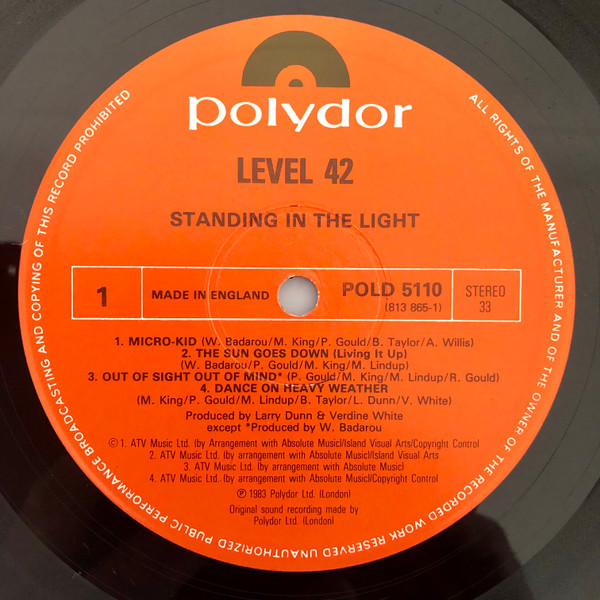 polydor
LEVEL 42
STANDING IN THE LIGHT
1
MADE IN ENGLAND
POLD 5110
(813 865-1)
STEREO
33
1. MICRO-KID (W. Badarou/M. King/P. Gould/B. Taylor/A. Willis)
2. THE SUN GOES DOWN (Living It Up)
(W. Badarou/P. Gould/M. King/M. Lindup)
3. OUT OF SIGHT OUT OF MIND* (P. Gould/M. King/M. Lindup/R. Gould)
4. DANCE ON HEAVY WEATHER
(M. King/P. Gould/M. Lindup/B. Taylor/L. Dunn/V. White)
Produced by Larry Dunn & Verdine White
except *Produced by W. Badarou
©1. ATV Music Ltd. (by Arrangement with Absolute Music/Island Visual Arts/Copyright Control
2. ATV Music Ltd. (by arrangement with Absolute Music/Island Visual Arts
3. ATV Music Ltd. (by arrangement with Absolute Music)
4. ATV Music Ltd. (by arrangement with Absolute Music/Copyright Control
℗ 1983 Polydor Ltd. (London)
Original sound recording made by
Polydor Ltd. (London)
ALL RIGHTS OF THE MANUFACTURER AND OF THE OWNER OF THE RECORDED WORK RESERVED UNAUTHORIZED PUBLIC PERFORMANCE BROADCASTING AND COPYING OF THIS RECORD PROHIBITED